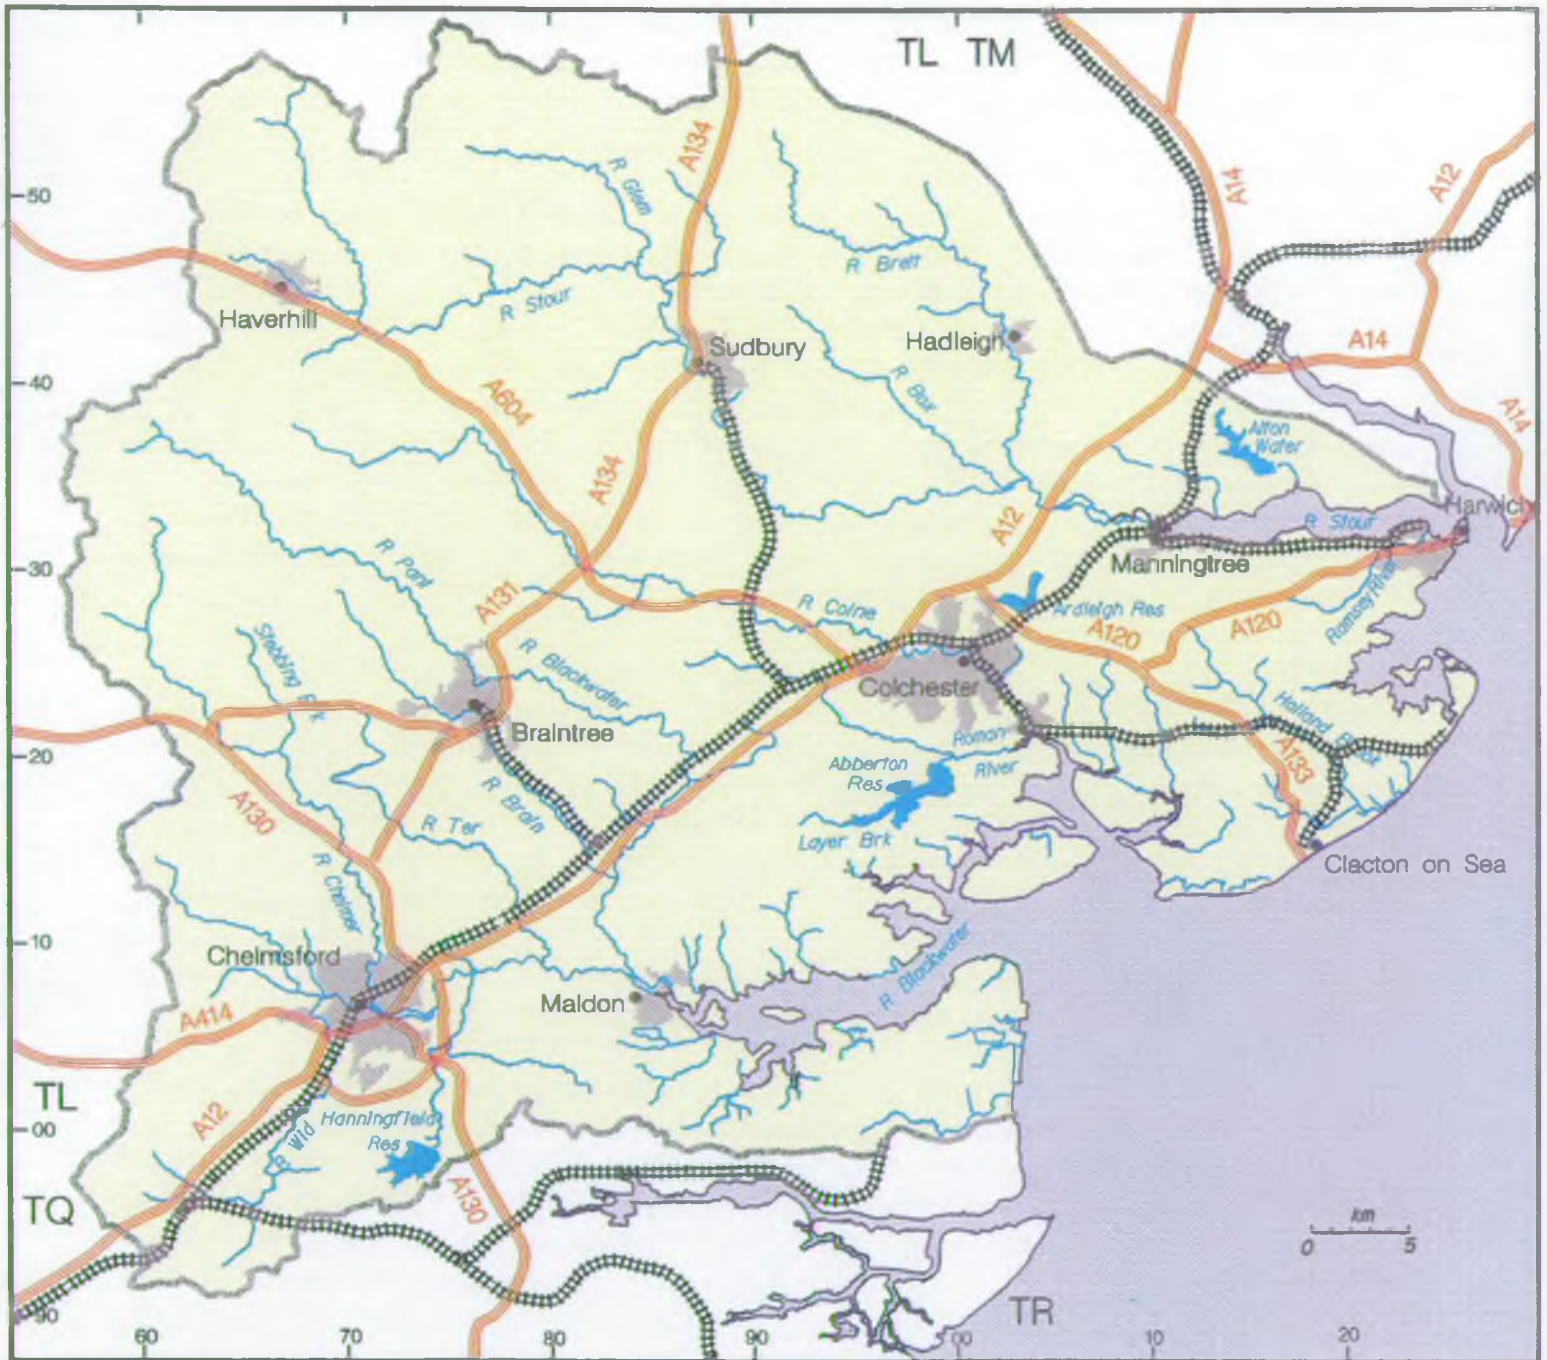 TL TM
50
A134
R Glem
A14
A12
R Brett
Haverhill
R Stour
Sudbury
Hadleigh
A14
40
A604
R Box
A14
Alton
Water
A134
A12
R Stour
Harwich
R Pant
Manningtree
30
A131
R Colne
Ardleigh Res
A120
A120
Ramsey River
Stebbing Brk
R Blackwater
Colchester
Holland Brok
Braintree
Roman
River
20
Abberton
Res
A133
A130
R Brain
R Ter
Layer Brk
Clacton on Sea
R Chelmer
10
Chelmsford
R Blackwater
Maldon
A414
TL
A12
Hanningfield
Res
00
R Wid
TQ
A130
km
0 5
TR
90
60 70 80 90 00 10 20